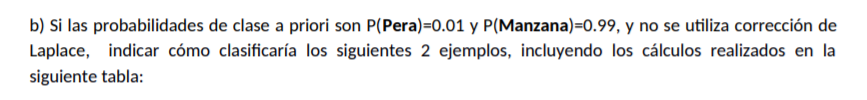 b) Si las probabilidades de clase a priori son P(Pera)=0.01 y P(Manzana)=0.99, y no se utiliza corrección de
Laplace, indicar cómo clasificaría los siguientes 2 ejemplos, incluyendo los cálculos realizados en la
siguiente tabla: